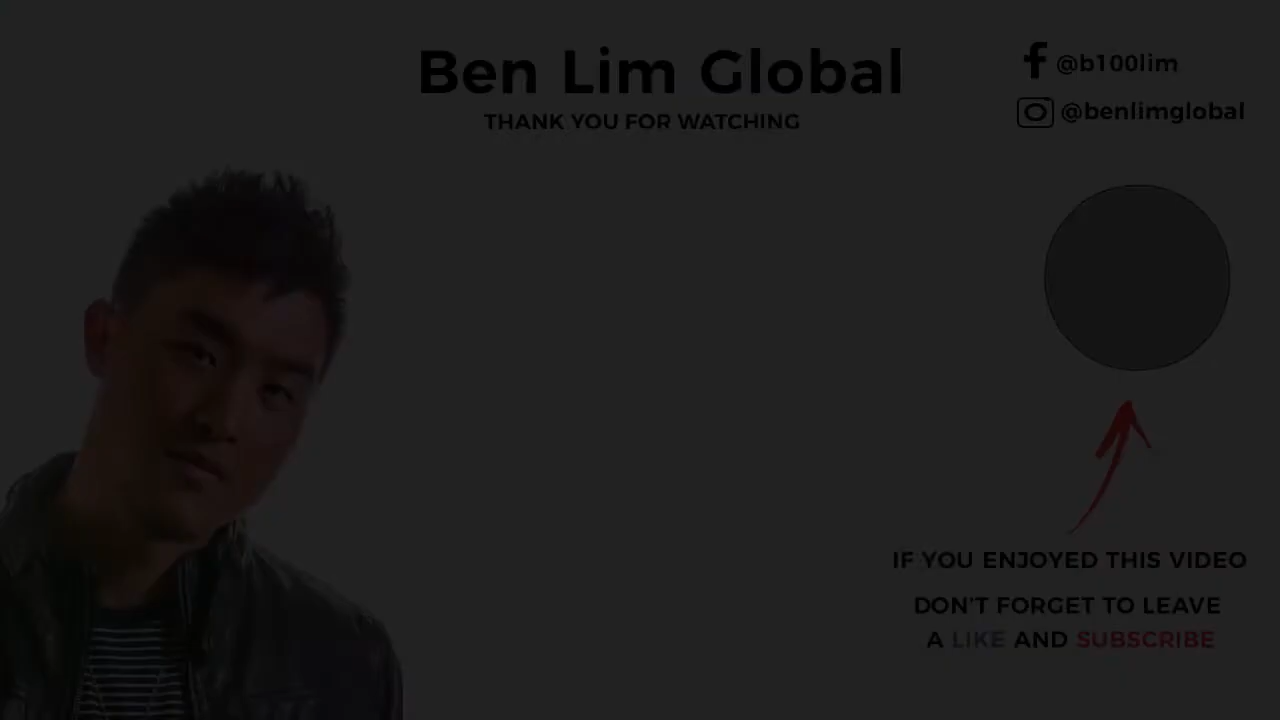 Ben Lim Global
THANK YOU FOR WATCHING
@b100lim
@benlimglobal
IF YOU ENJOYED THIS VIDEO
DON'T FORGET TO LEAVE
A LIKE AND SUBSCRIBE